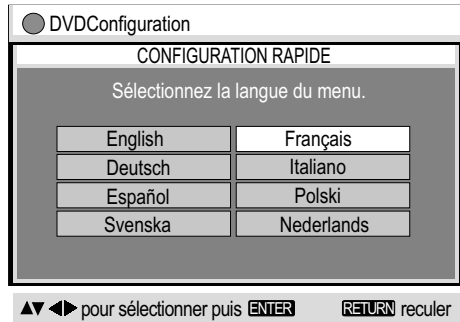 DVDConfiguration
CONFIGURATION RAPIDE
Sélectionnez la langue du menu.
English Français
Deutsch Italiano
Español Polski
Svenska Nederlands
▲▼ ◀▶ pour sélectionner puis ENTER RETURN reculer